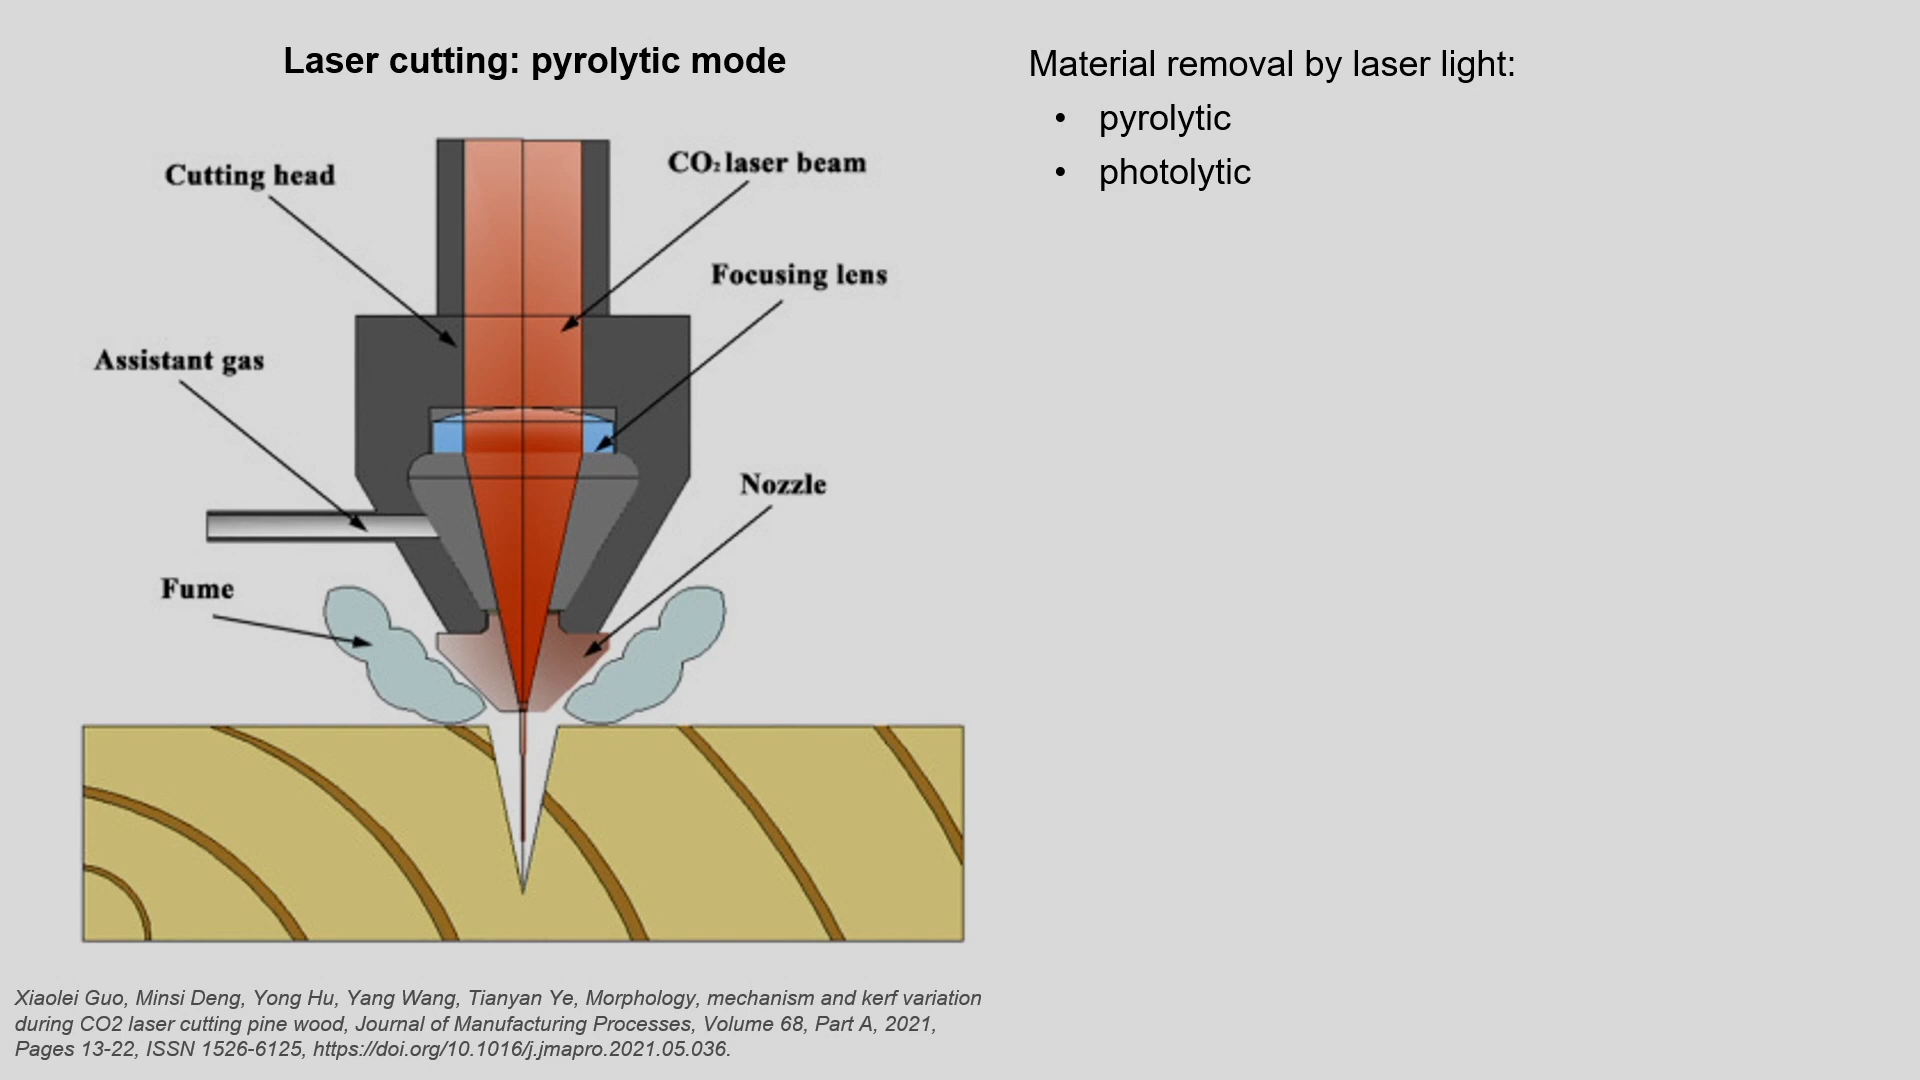 Laser cutting: pyrolytic mode
Material removal by laser light:
• pyrolytic
• photolytic
Cutting head
CO₂ laser beam
Focusing lens
Assistant gas
Nozzle
Fume
Xiaolei Guo, Minsi Deng, Yong Hu, Yang Wang, Tianyan Ye, Morphology, mechanism and kerf variation
during CO2 laser cutting pine wood, Journal of Manufacturing Processes, Volume 68, Part A, 2021,
Pages 13-22, ISSN 1526-6125, https://doi.org/10.1016/j.jmapro.2021.05.036.